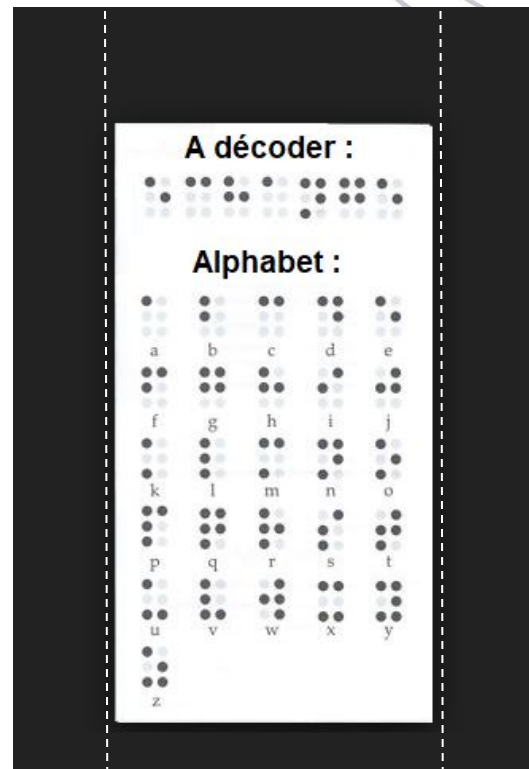 A décoder :
⠑⠉⠓⠁⠝⠛⠑
Alphabet :
⠁ ⠃ ⠉ ⠙ ⠑
a b c d e
⠋ ⠛ ⠓ ⠊ ⠚
f g h i j
⠅ ⠇ ⠍ ⠝ ⠕
k l m n o
⠏ ⠟ ⠗ ⠎ ⠞
p q r s t
⠥ ⠧ ⠺ ⠭ ⠽
u v w x y
⠵
z